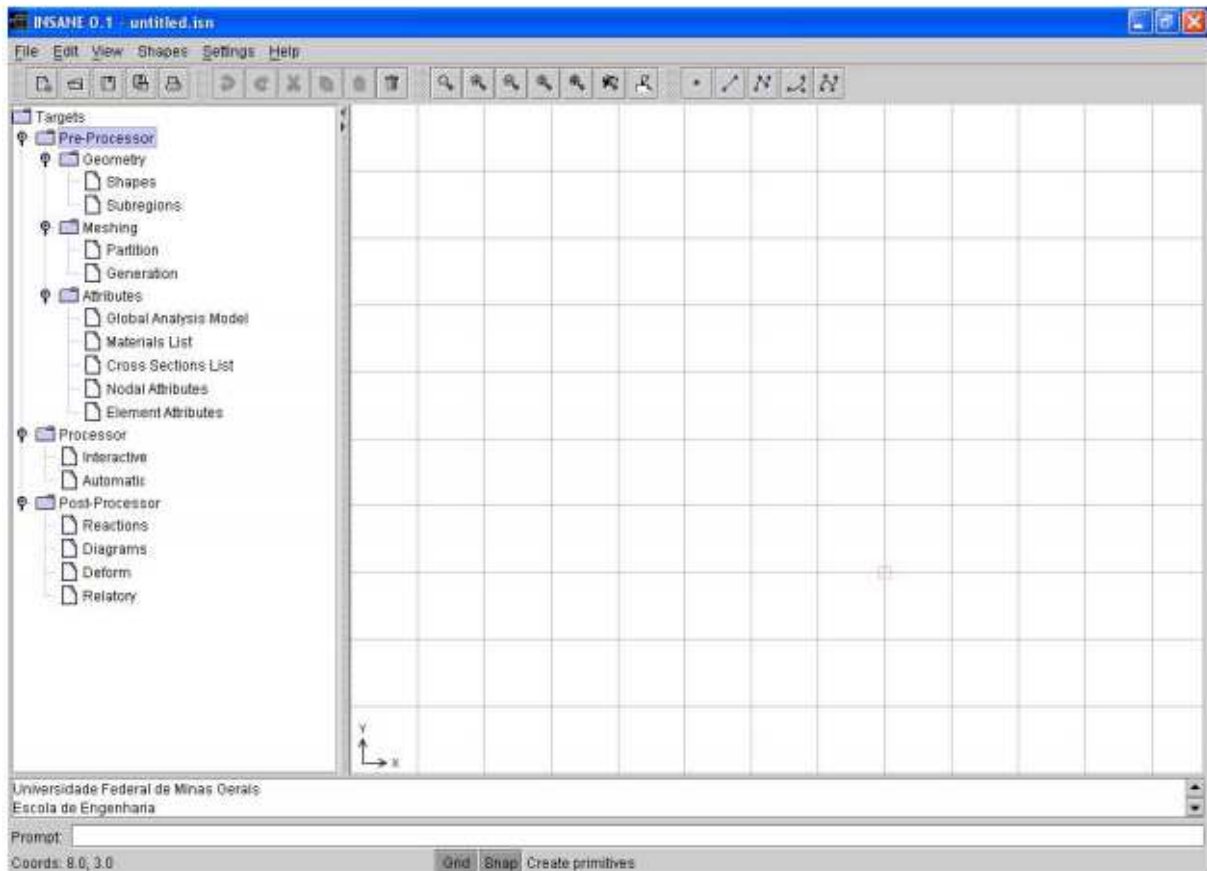 INSANE 0.1 - untitled.isn
File Edit View Shapes Settings Help
Targets
Pre-Processor
Geometry
Shapes
Subregions
Meshing
Partition
Generation
Attributes
Global Analysis Model
Materials List
Cross Sections List
Nodal Attributes
Element Attributes
Processor
Interactive
Automatic
Post-Processor
Reactions
Diagrams
Deform
Relatory
Y
X
Universidade Federal de Minas Gerais
Escola de Engenharia
Prompt:
Coords: 8.0, 3.0 Grid Snap Create primitives